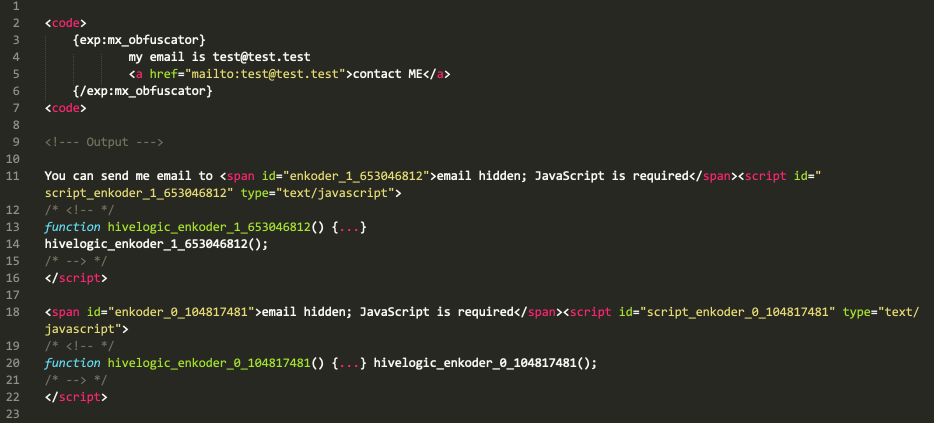 1
2 <code>
3 {exp:mx_obfuscator}
4 my email is test@test.test
5 <a href="mailto:test@test.test">contact ME</a>
6 {/exp:mx_obfuscator}
7 <code>
8
9 <!--- Output --->
10
11 You can send me email to <span id="enkoder_1_653046812">email hidden; JavaScript is required</span><script id="
script_enkoder_1_653046812" type="text/javascript">
12 /* <!-- */
13 function hivelogic_enkoder_1_653046812() {...}
14 hivelogic_enkoder_1_653046812();
15 /* --> */
16 </script>
17
18 <span id="enkoder_0_104817481">email hidden; JavaScript is required</span><script id="script_enkoder_0_104817481" type="text/
javascript">
19 /* <!-- */
20 function hivelogic_enkoder_0_104817481() {...} hivelogic_enkoder_0_104817481();
21 /* --> */
22 </script>
23